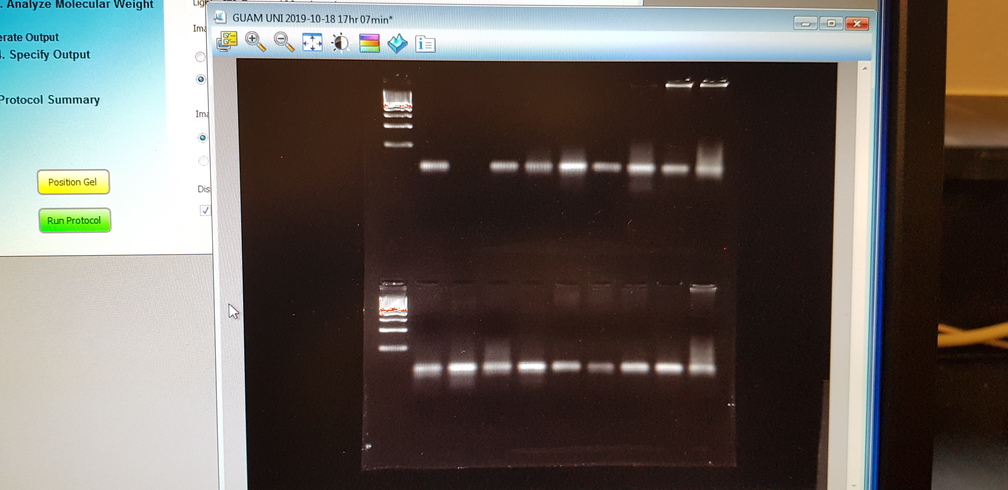 . Analyze Molecular Weight
erate Output
. Specify Output
Protocol Summary
Position Gel
Run Protocol
Ligh
Ima
Ima
Dis
GUAM UNI 2019-10-18 17hr 07min*